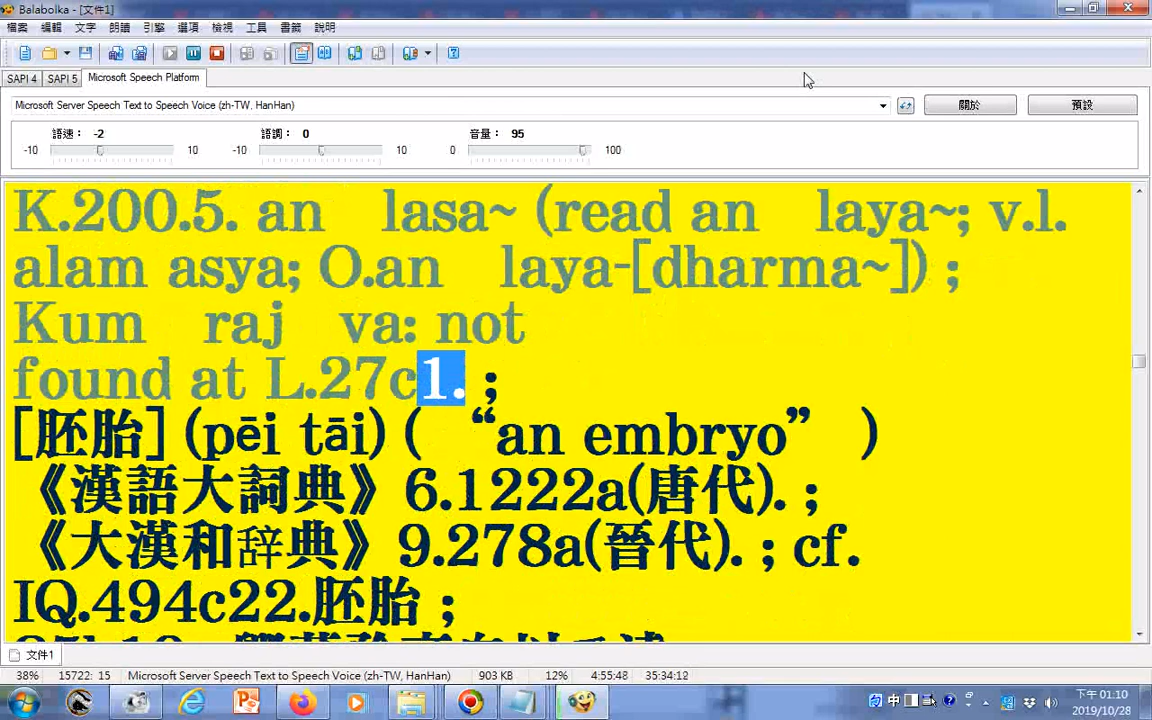 Balabolka - [文件1]
檔案 編輯 文字 朗讀 引擎 選項 檢視 工具 書籤 說明
SAPI 4 SAPI 5 Microsoft Speech Platform
Microsoft Server Speech Text to Speech Voice (zh-TW, HanHan) 關於 預設
語速： -2 語調： 0 音量： 95
-10 10 -10 10 0 100
K.200.5. an lasa~ (read an laya~; v.l.
alam asya; O.an laya-[dharma~]) ;
Kum raj va: not
found at L.27c1. ;
[胚胎] (pēi tāi) ( “an embryo” )
《漢語大詞典》 6.1222a(唐代). ;
《大漢和辞典》 9.278a(晉代). ; cf.
IQ.494c22.胚胎 ;
文件1
38% 15722: 15 Microsoft Server Speech Text to Speech Voice (zh-TW, HanHan) 903 KB 12% 4:55:48 35:34:12
中
下午 01:10
2019/10/28